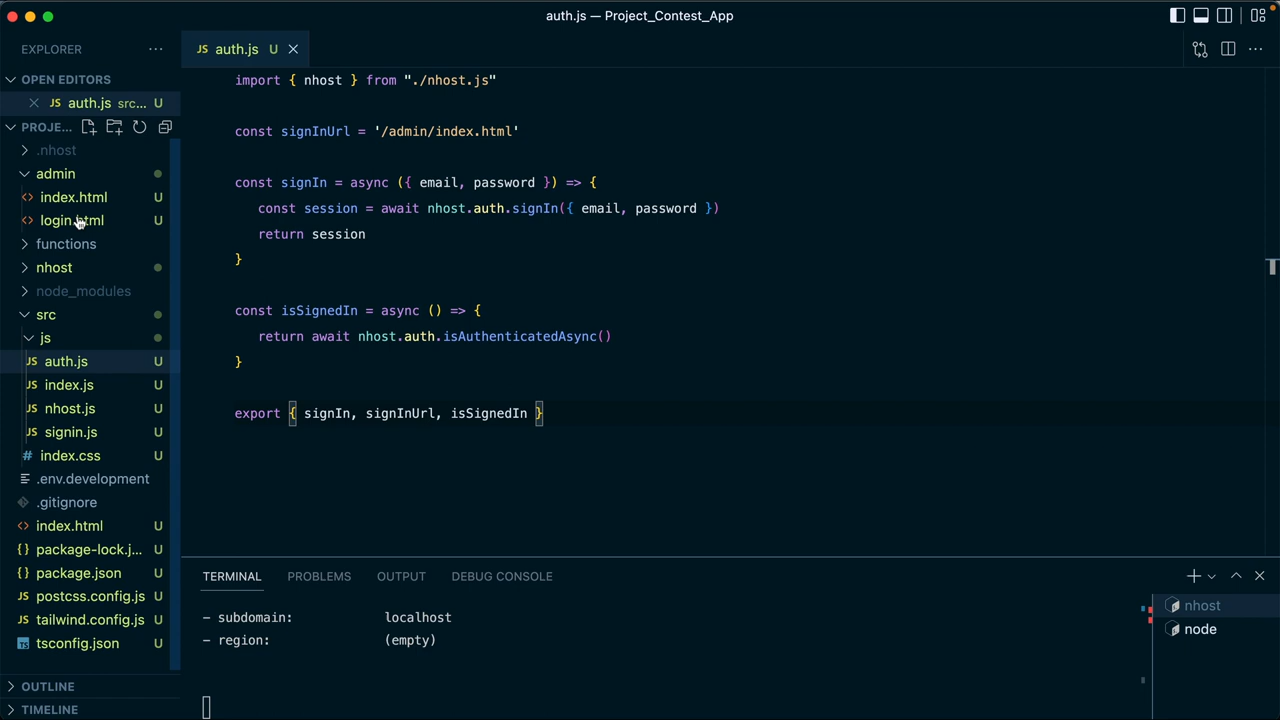 auth.js — Project_Contest_App
EXPLORER
OPEN EDITORS
JS auth.js src... U
PROJE...
.nhost
admin
<> index.html U
<> login.html U
functions
nhost
node_modules
src
js
JS auth.js U
JS index.js U
JS nhost.js U
JS signin.js U
# index.css U
.env.development
.gitignore
<> index.html U
{} package-lock.j... U
{} package.json U
JS postcss.config.js U
JS tailwind.config.js U
TS tsconfig.json U
OUTLINE
TIMELINE
JS auth.js U
import { nhost } from "./nhost.js"
const signInUrl = '/admin/index.html'
const signIn = async ({ email, password }) => {
const session = await nhost.auth.signIn({ email, password })
return session
}
const isSignedIn = async () => {
return await nhost.auth.isAuthenticatedAsync()
}
export { signIn, signInUrl, isSignedIn }
TERMINAL PROBLEMS OUTPUT DEBUG CONSOLE
- subdomain: localhost
- region: (empty)
nhost
node